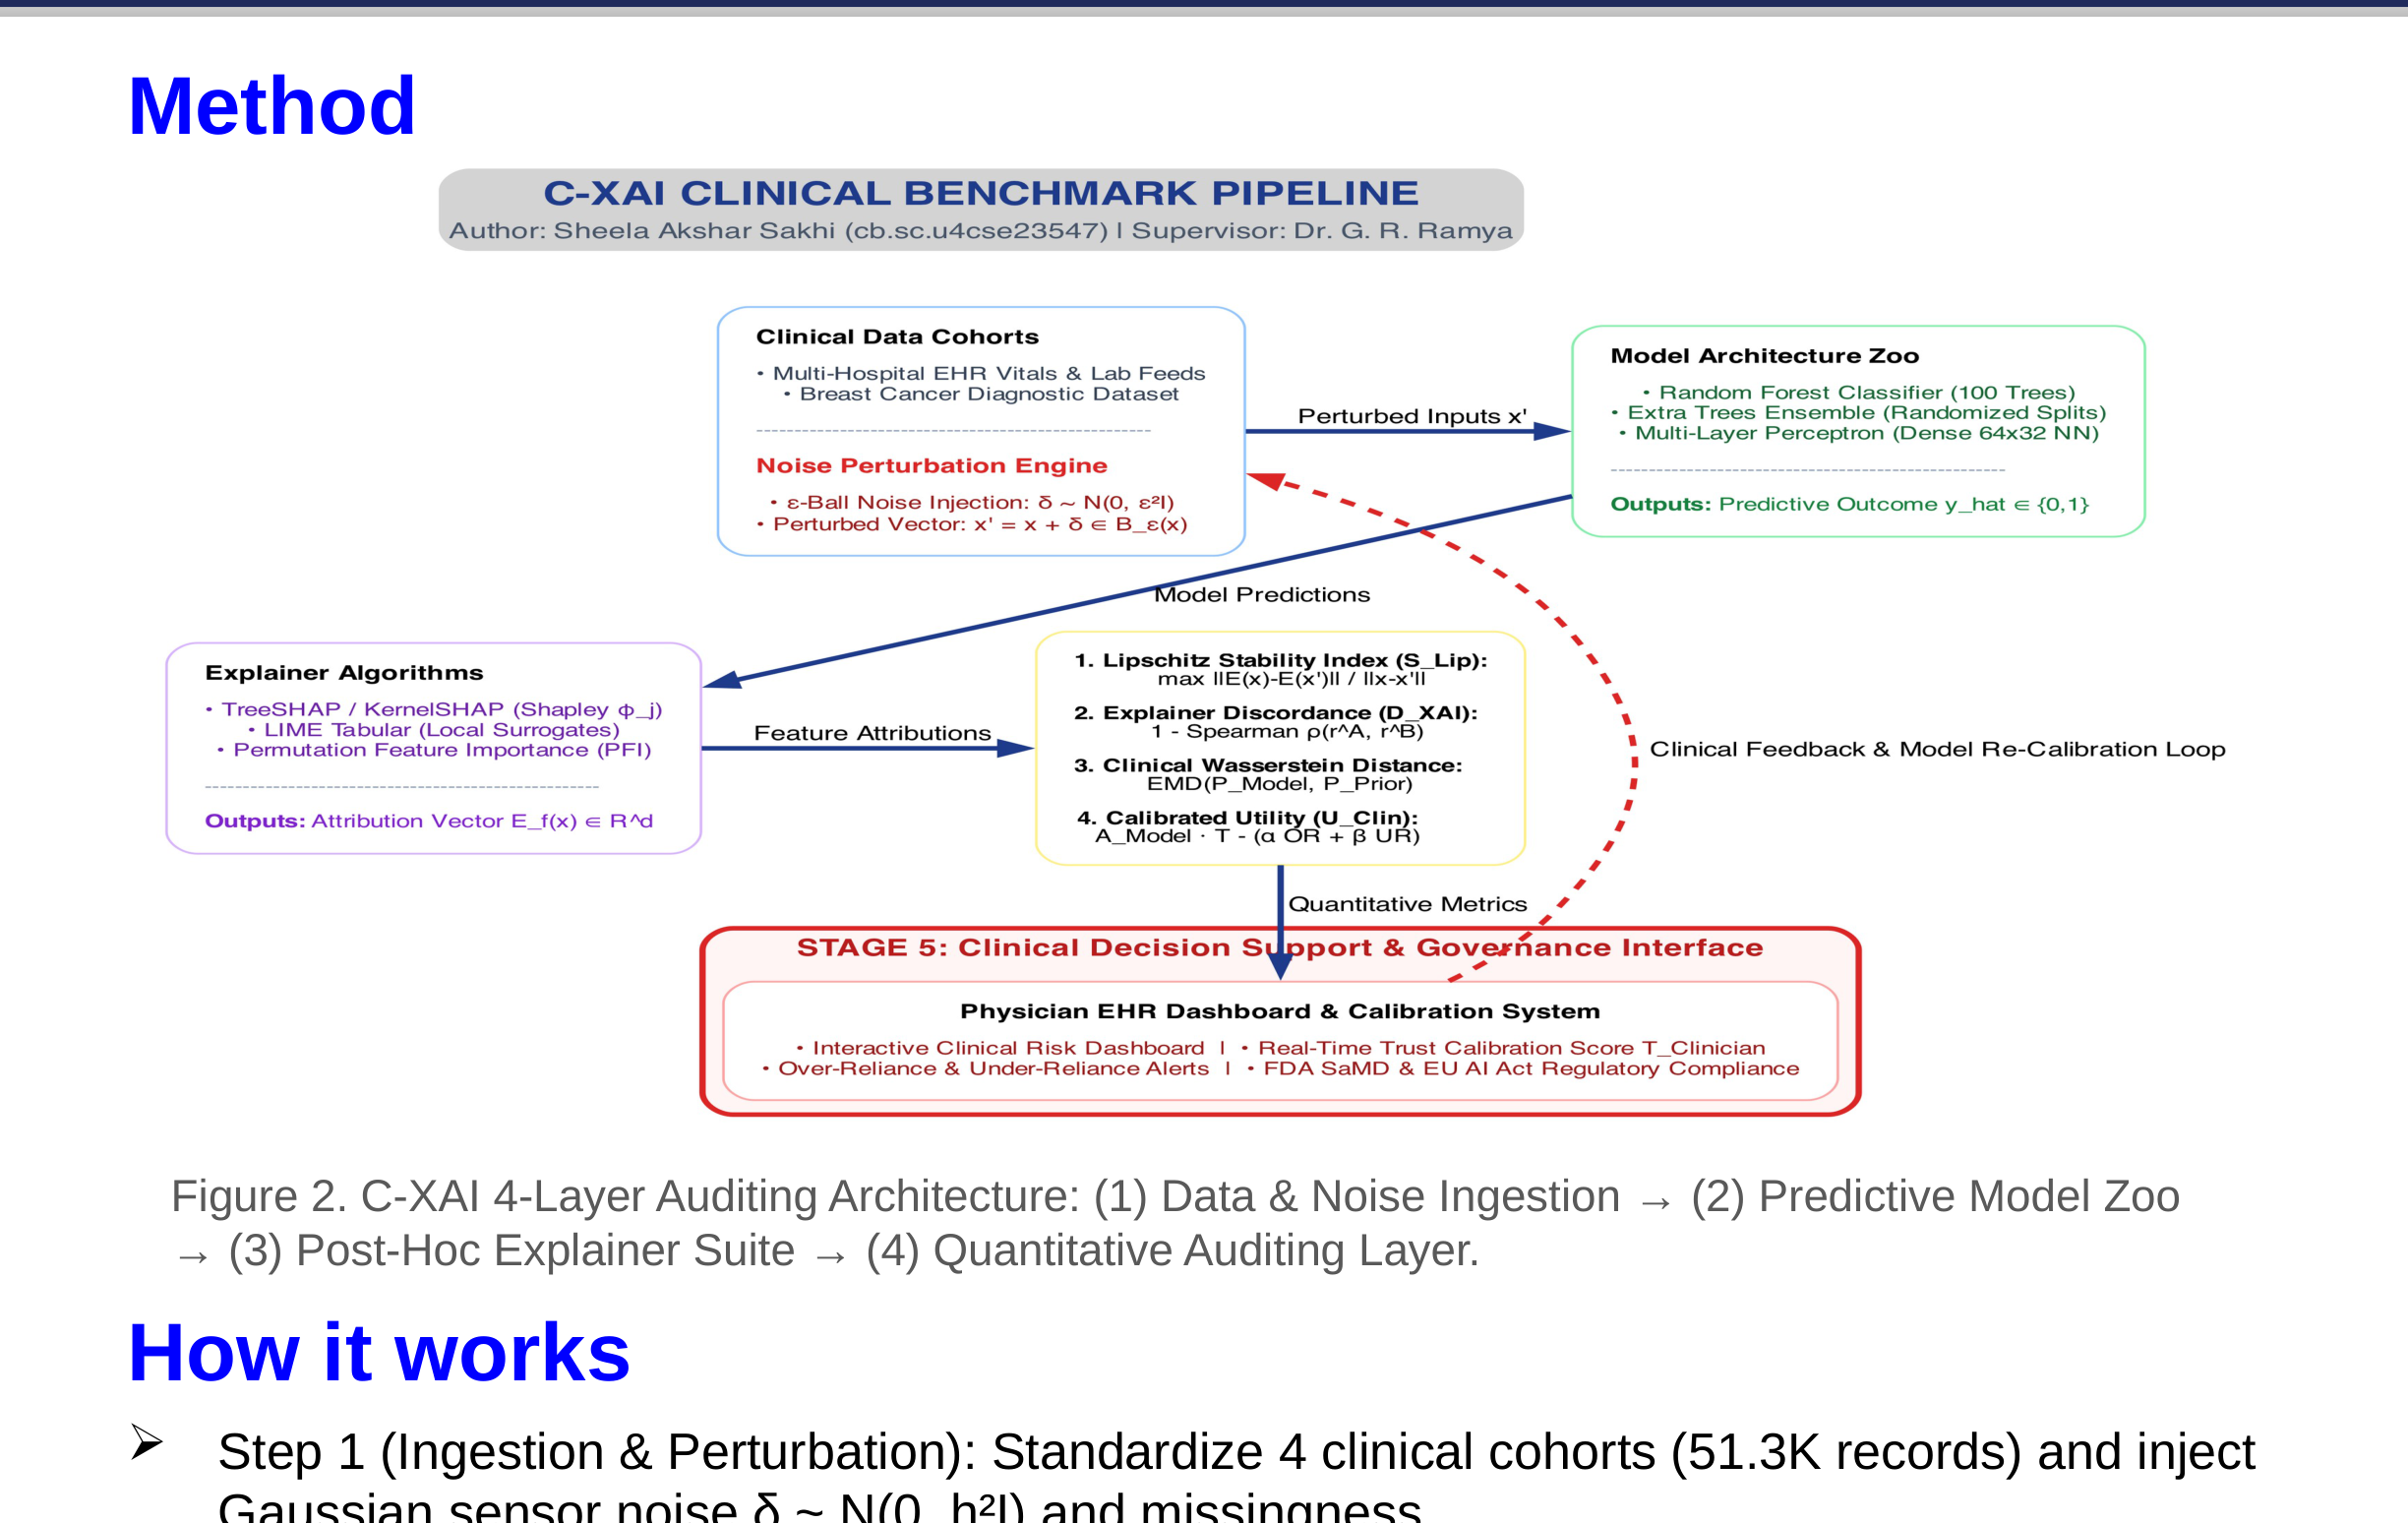 Method
C-XAI CLINICAL BENCHMARK PIPELINE
Author: Sheela Akshar Sakhi (cb.sc.u4cse23547) | Supervisor: Dr. G. R. Ramya
Clinical Data Cohorts
• Multi-Hospital EHR Vitals & Lab Feeds
• Breast Cancer Diagnostic Dataset
----------------------------------------------------
Noise Perturbation Engine
• ε-Ball Noise Injection: δ ~ N(0, ε²I)
• Perturbed Vector: x' = x + δ ∈ B_ε(x)
Perturbed Inputs x'
Model Architecture Zoo
• Random Forest Classifier (100 Trees)
• Extra Trees Ensemble (Randomized Splits)
• Multi-Layer Perceptron (Dense 64x32 NN)
----------------------------------------------------
Outputs: Predictive Outcome y_hat ∈ {0,1}
Model Predictions
Explainer Algorithms
• TreeSHAP / KernelSHAP (Shapley φ_j)
• LIME Tabular (Local Surrogates)
• Permutation Feature Importance (PFI)
----------------------------------------------------
Outputs: Attribution Vector E_f(x) ∈ R^d
Feature Attributions
1. Lipschitz Stability Index (S_Lip):
max ||E(x)-E(x')|| / ||x-x'||
2. Explainer Discordance (D_XAI):
1 - Spearman ρ(r^A, r^B)
3. Clinical Wasserstein Distance:
EMD(P_Model, P_Prior)
4. Calibrated Utility (U_Clin):
A_Model · T - (α OR + β UR)
Clinical Feedback & Model Re-Calibration Loop
Quantitative Metrics
STAGE 5: Clinical Decision Support & Governance Interface
Physician EHR Dashboard & Calibration System
• Interactive Clinical Risk Dashboard | • Real-Time Trust Calibration Score T_Clinician
• Over-Reliance & Under-Reliance Alerts | • FDA SaMD & EU AI Act Regulatory Compliance
Figure 2. C-XAI 4-Layer Auditing Architecture: (1) Data & Noise Ingestion → (2) Predictive Model Zoo
→ (3) Post-Hoc Explainer Suite → (4) Quantitative Auditing Layer.
How it works
➢ Step 1 (Ingestion & Perturbation): Standardize 4 clinical cohorts (51.3K records) and inject
Gaussian sensor noise δ ~ N(0, h²I) and missingness